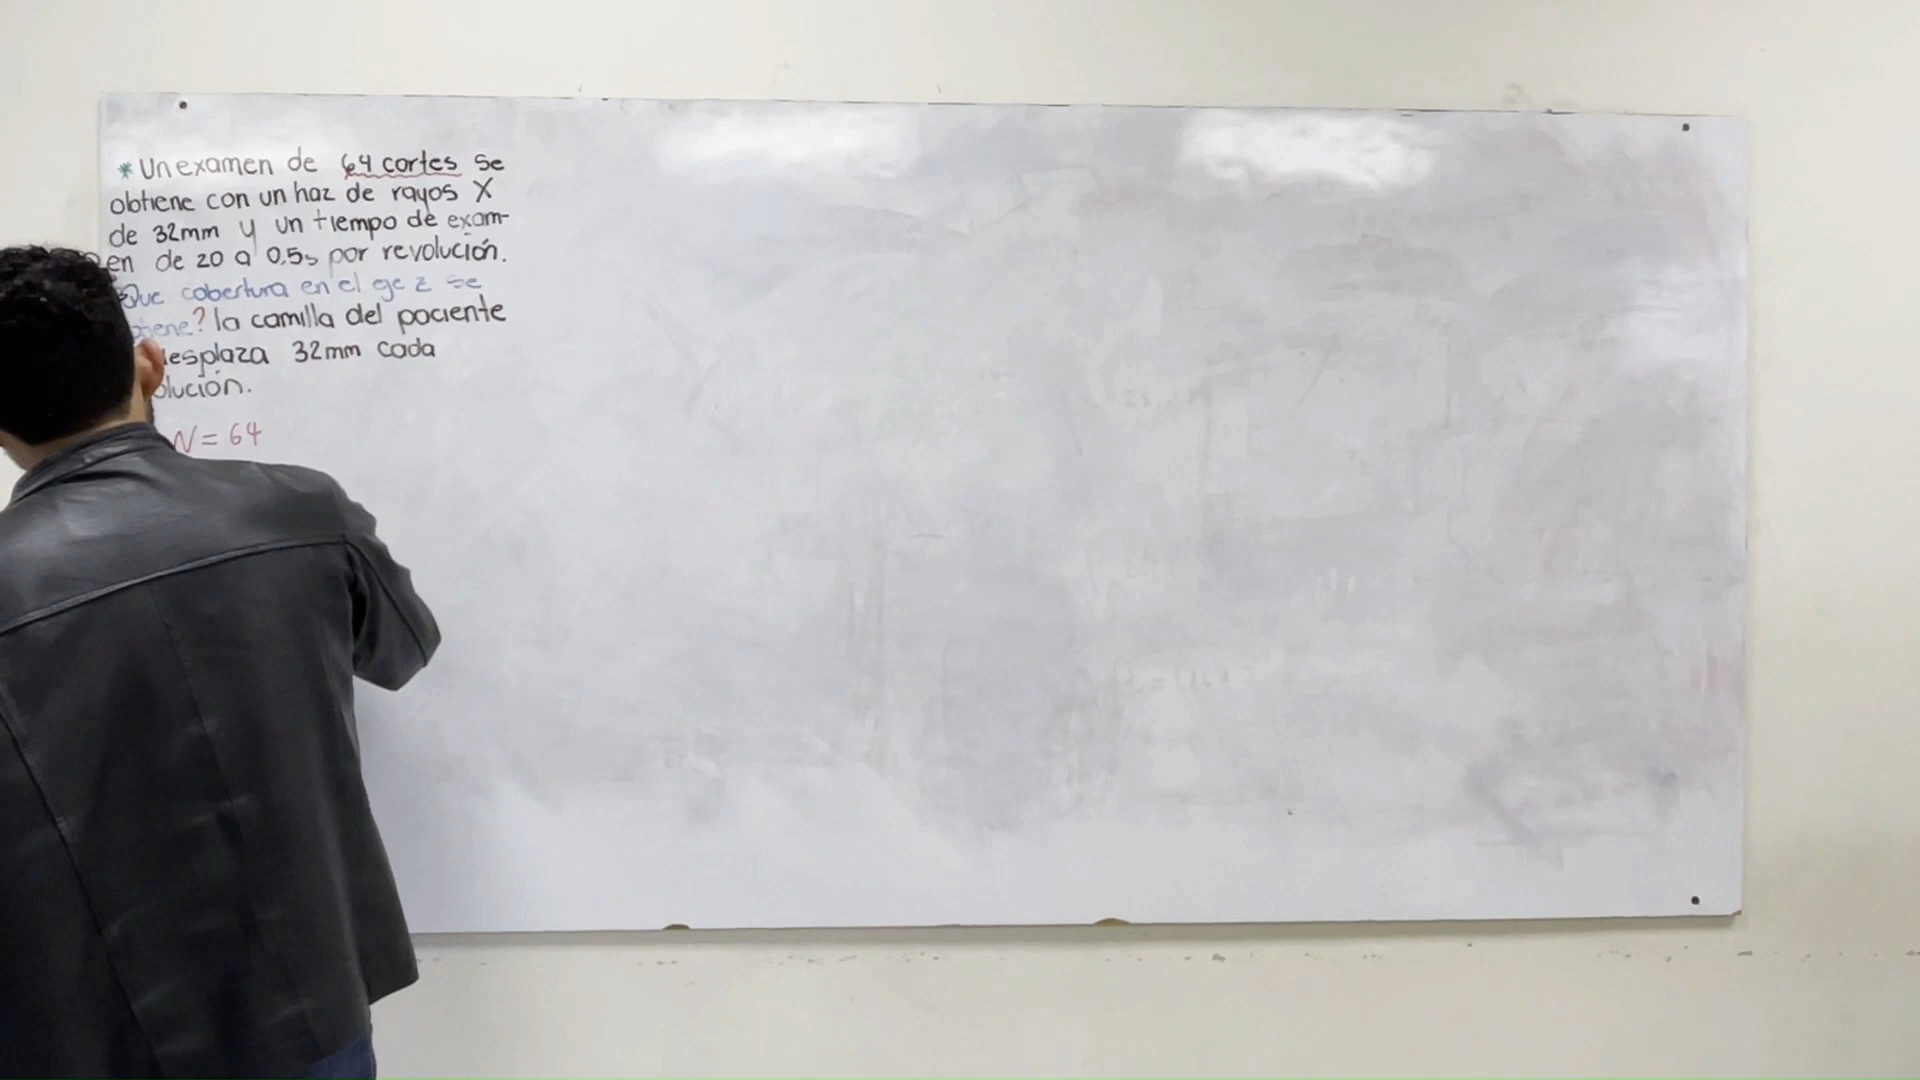 * Un examen de 64 cortes se
obtiene con un haz de rayos X
de 32mm y un tiempo de exam-
en de 20 a 0,5s por revolución.
Que cobertura en el eje z se
tiene? la camilla del paciente
desplaza 32mm cada
olución.
N = 64